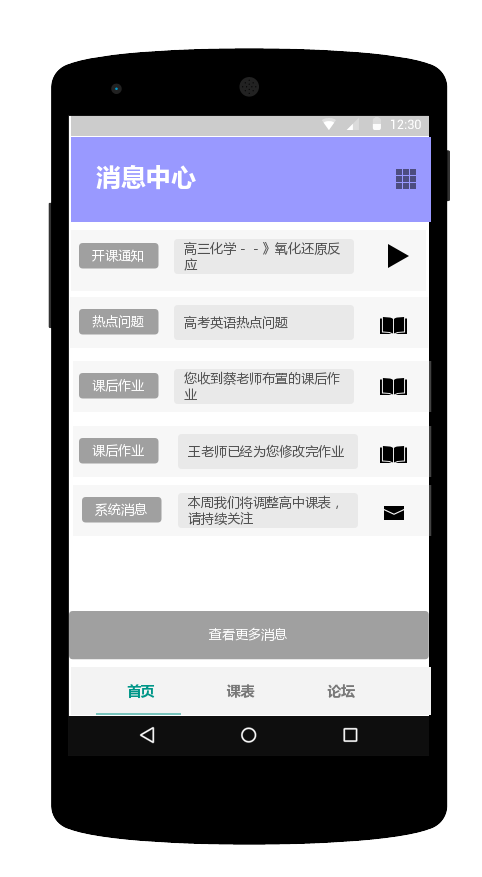 12:30
消息中心
开课通知
高三化学--》氧化还原反
应
热点问题
高考英语热点问题
课后作业
您收到蔡老师布置的课后作
业
课后作业
王老师已经为您修改完作业
系统消息
本周我们将调整高中课表，
请持续关注
查看更多消息
首页 课表 论坛